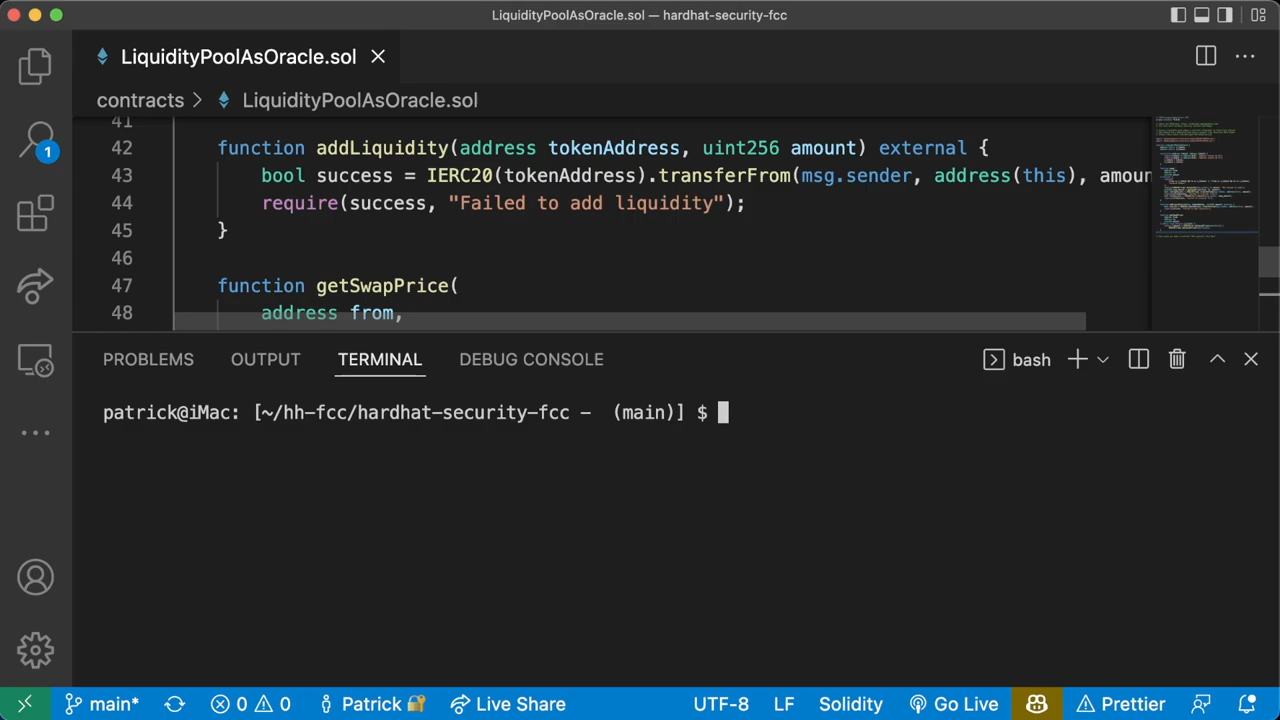 LiquidityPoolAsOracle.sol — hardhat-security-fcc
LiquidityPoolAsOracle.sol
contracts > LiquidityPoolAsOracle.sol
41
42 function addLiquidity(address tokenAddress, uint256 amount) external {
43 bool success = IERC20(tokenAddress).transferFrom(msg.sender, address(this), amoun
44 require(success, "Failed to add liquidity");
45 }
46
47 function getSwapPrice(
48 address from,
1
PROBLEMS OUTPUT TERMINAL DEBUG CONSOLE bash
patrick@iMac: [~/hh-fcc/hardhat-security-fcc - (main)] $
main* 0 0 Patrick Live Share UTF-8 LF Solidity Go Live Prettier